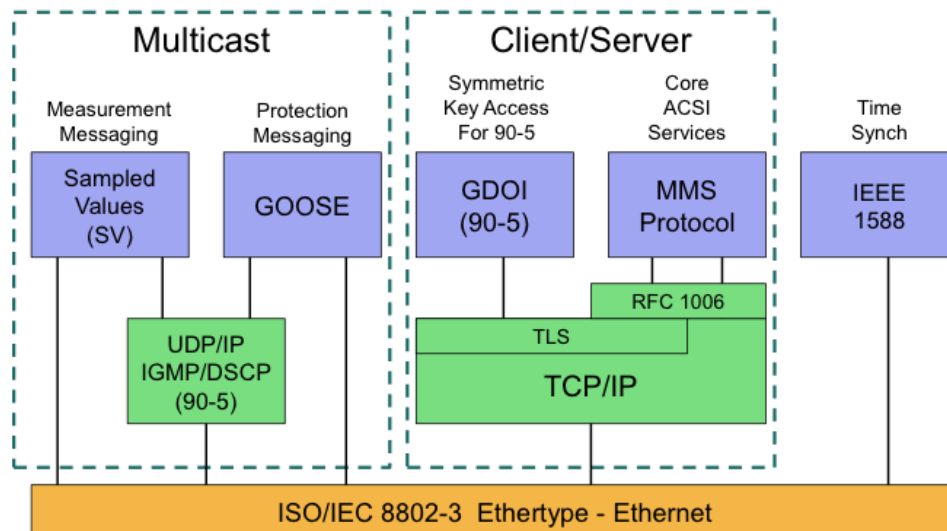 Multicast
Client/Server
Measurement
Messaging
Protection
Messaging
Symmetric
Key Access
For 90-5
Core
ACSI
Services
Time
Synch
Sampled
Values
(SV)
GOOSE
GDOI
(90-5)
MMS
Protocol
IEEE
1588
RFC 1006
UDP/IP
IGMP/DSCP
(90-5)
TLS
TCP/IP
ISO/IEC 8802-3 Ethertype - Ethernet